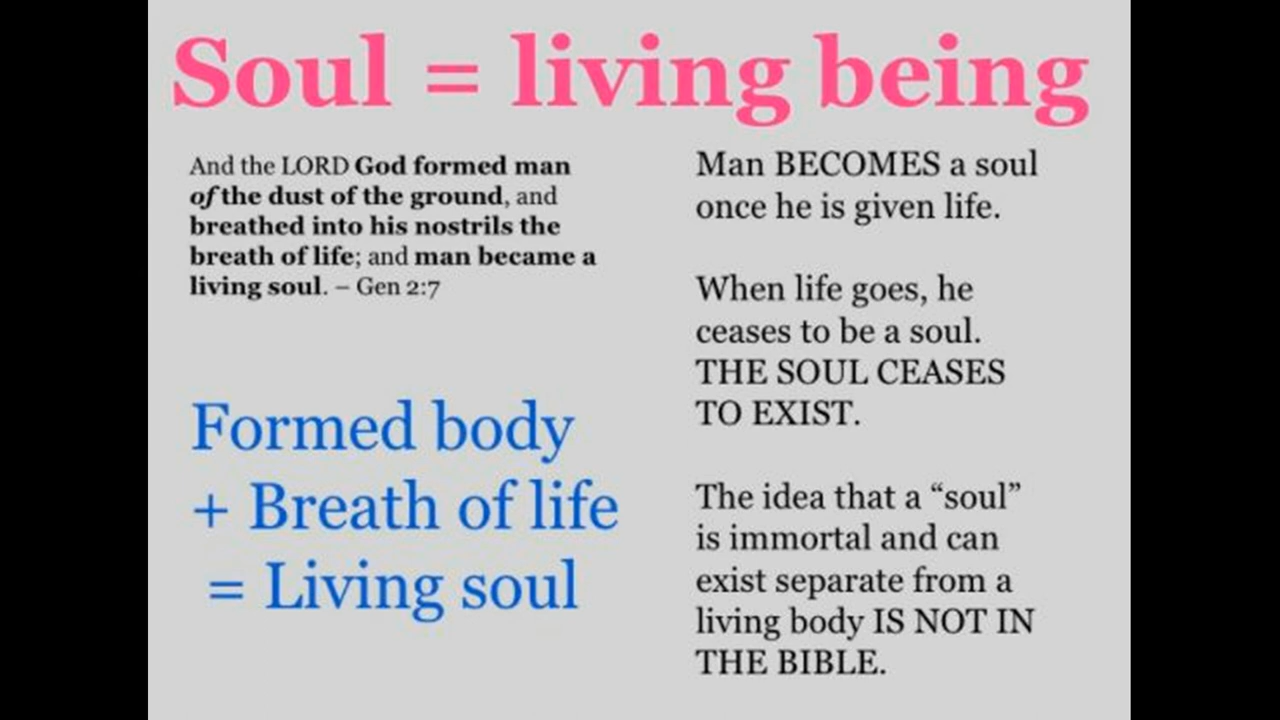 Soul = living being
And the LORD God formed man
of the dust of the ground, and
breathed into his nostrils the
breath of life; and man became a
living soul. – Gen 2:7
Formed body
+ Breath of life
= Living soul
Man BECOMES a soul
once he is given life.
When life goes, he
ceases to be a soul.
THE SOUL CEASES
TO EXIST.
The idea that a “soul”
is immortal and can
exist separate from a
living body IS NOT IN
THE BIBLE.